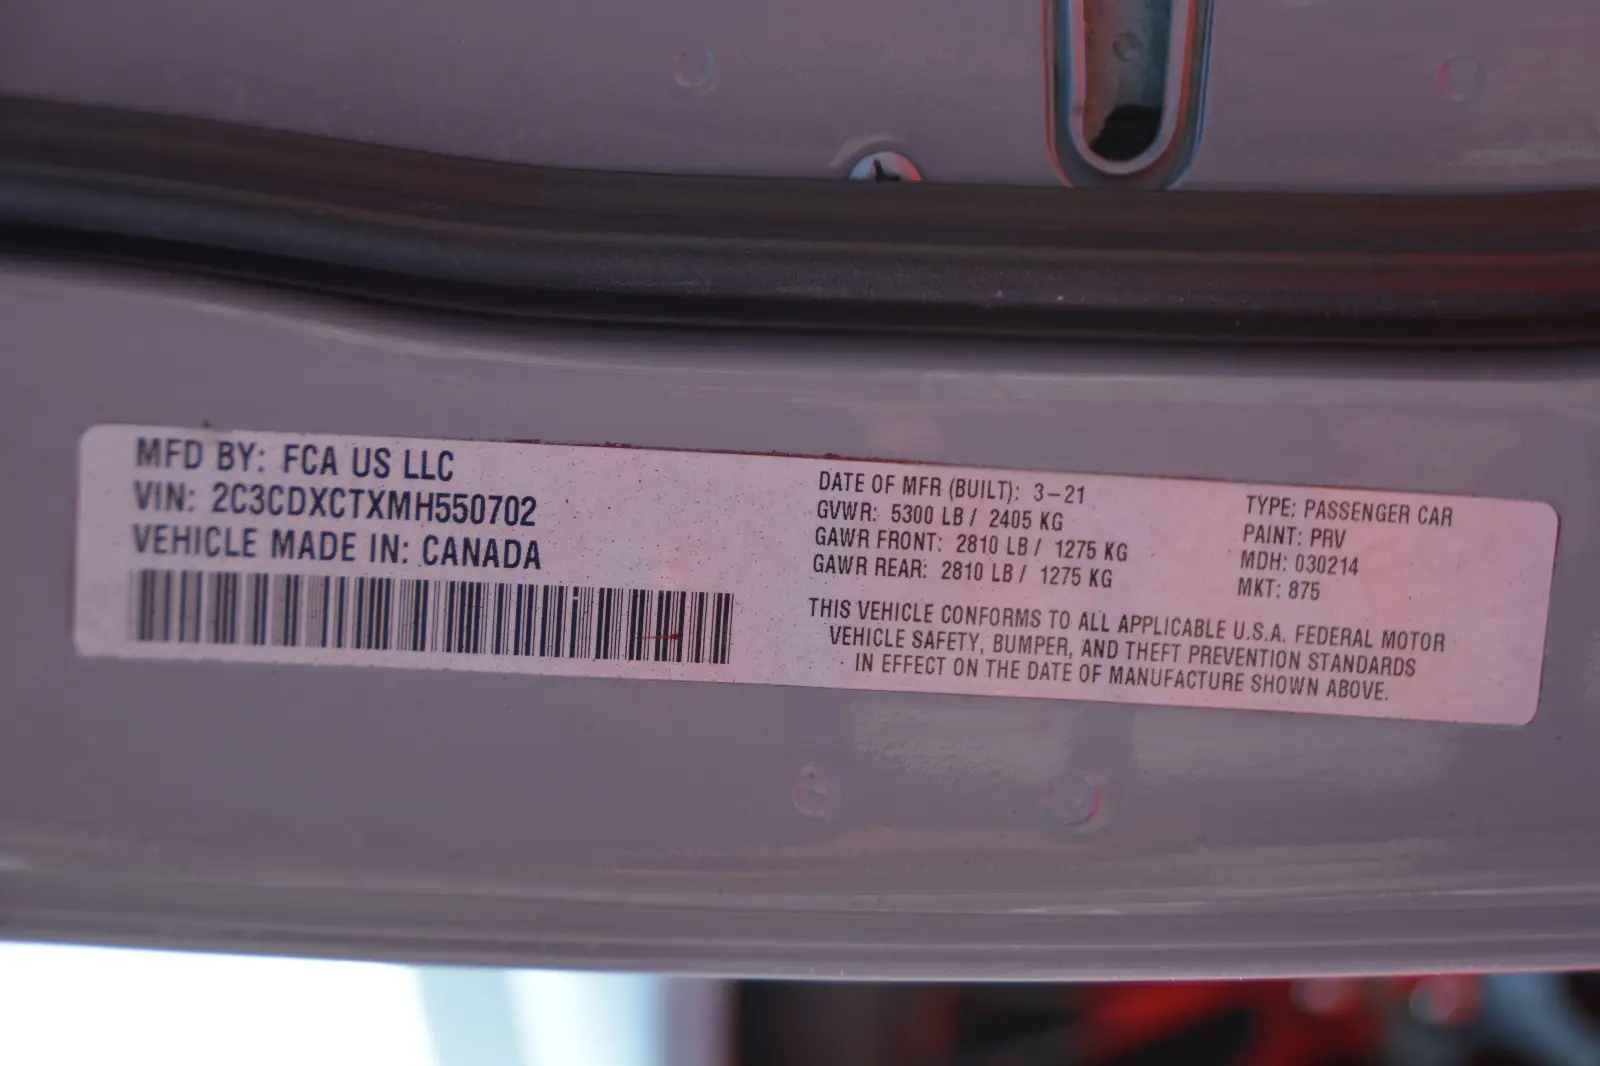 MFD BY: FCA US LLC
VIN: 2C3CDXCTXMH550702
VEHICLE MADE IN: CANADA
DATE OF MFR (BUILT): 3-21
GVWR: 5300 LB / 2405 KG
GAWR FRONT: 2810 LB / 1275 KG
GAWR REAR: 2810 LB / 1275 KG
TYPE: PASSENGER CAR
PAINT: PRV
MDH: 030214
MKT: 875
THIS VEHICLE CONFORMS TO ALL APPLICABLE U.S.A. FEDERAL MOTOR
VEHICLE SAFETY, BUMPER, AND THEFT PREVENTION STANDARDS
IN EFFECT ON THE DATE OF MANUFACTURE SHOWN ABOVE.